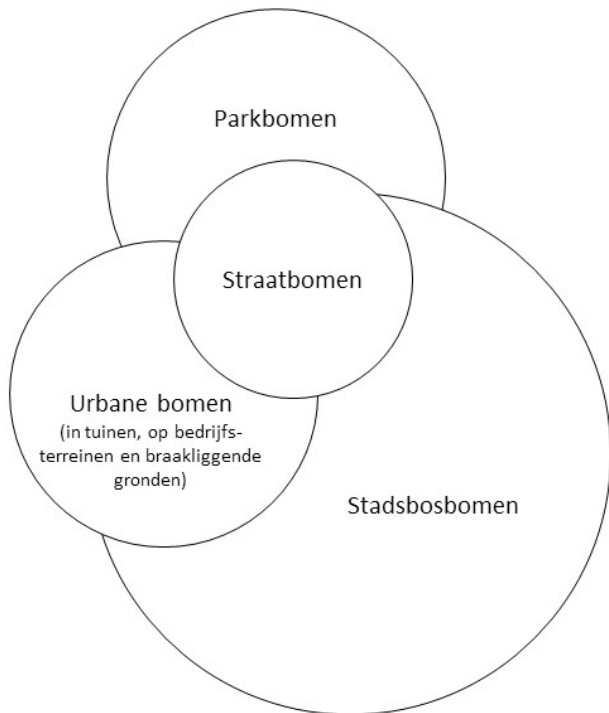 Parkbomen
Straatbomen
Urbane bomen
(in tuinen, op bedrijfs-
terreinen en braakliggende
gronden)
Stadsbosbomen